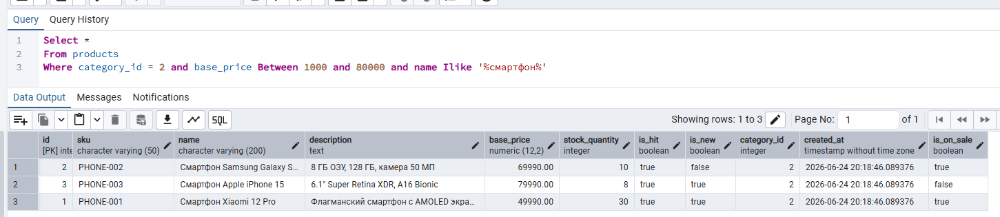 Query Query History
1 Select *
2 From products
3 Where category_id = 2 and base_price Between 1000 and 80000 and name Ilike '%смартфон%'
Data Output Messages Notifications
SQL Showing rows: 1 to 3 Page No: 1 of 1
id sku name description base_price stock_quantity is_hit is_new category_id created_at is_on_sale
[PK] inte character varying (50) character varying (200) text numeric (12,2) integer boolean boolean integer timestamp without time zone boolean
1 2 PHONE-002 Смартфон Samsung Galaxy S... 8 ГБ ОЗУ, 128 ГБ, камера 50 МП 69990.00 10 true false 2 2026-06-24 20:18:46.089376 true
2 3 PHONE-003 Смартфон Apple iPhone 15 6.1" Super Retina XDR, A16 Bionic 79990.00 8 true true 2 2026-06-24 20:18:46.089376 false
3 1 PHONE-001 Смартфон Xiaomi 12 Pro Флагманский смартфон с AMOLED экра... 49990.00 30 true true 2 2026-06-24 20:18:46.089376 true